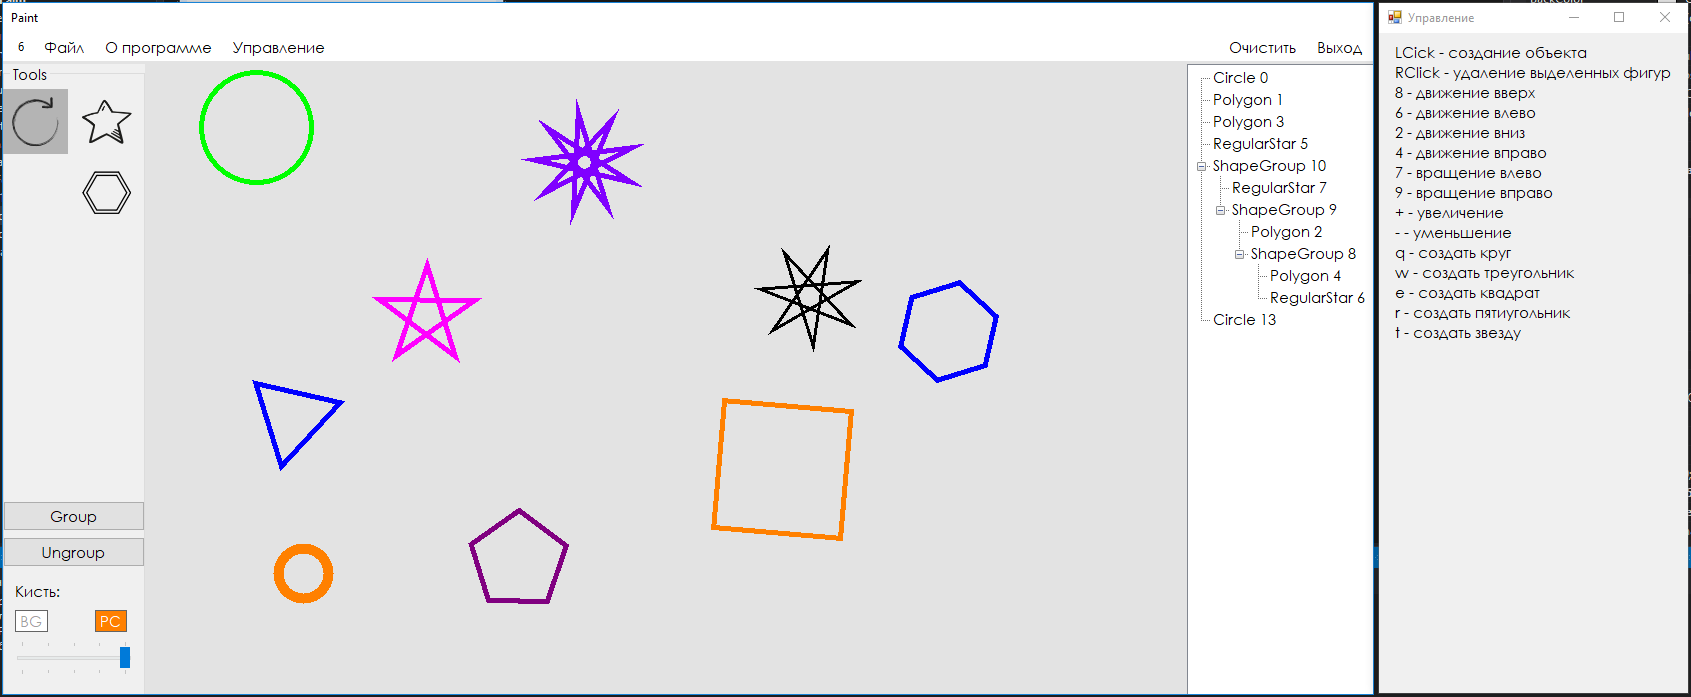 Paint
6 Файл О программе Управление
Очистить Выход
Tools
Group
Ungroup
Кисть:
BG PC
Circle 0
Polygon 1
Polygon 3
RegularStar 5
ShapeGroup 10
RegularStar 7
ShapeGroup 9
Polygon 2
ShapeGroup 8
Polygon 4
RegularStar 6
Circle 13
Управление
LCick - создание объекта
RClick - удаление выделенных фигур
8 - движение вверх
6 - движение влево
2 - движение вниз
4 - движение вправо
7 - вращение влево
9 - вращение вправо
+ - увеличение
- - уменьшение
q - создать круг
w - создать треугольник
e - создать квадрат
r - создать пятиугольник
t - создать звезду